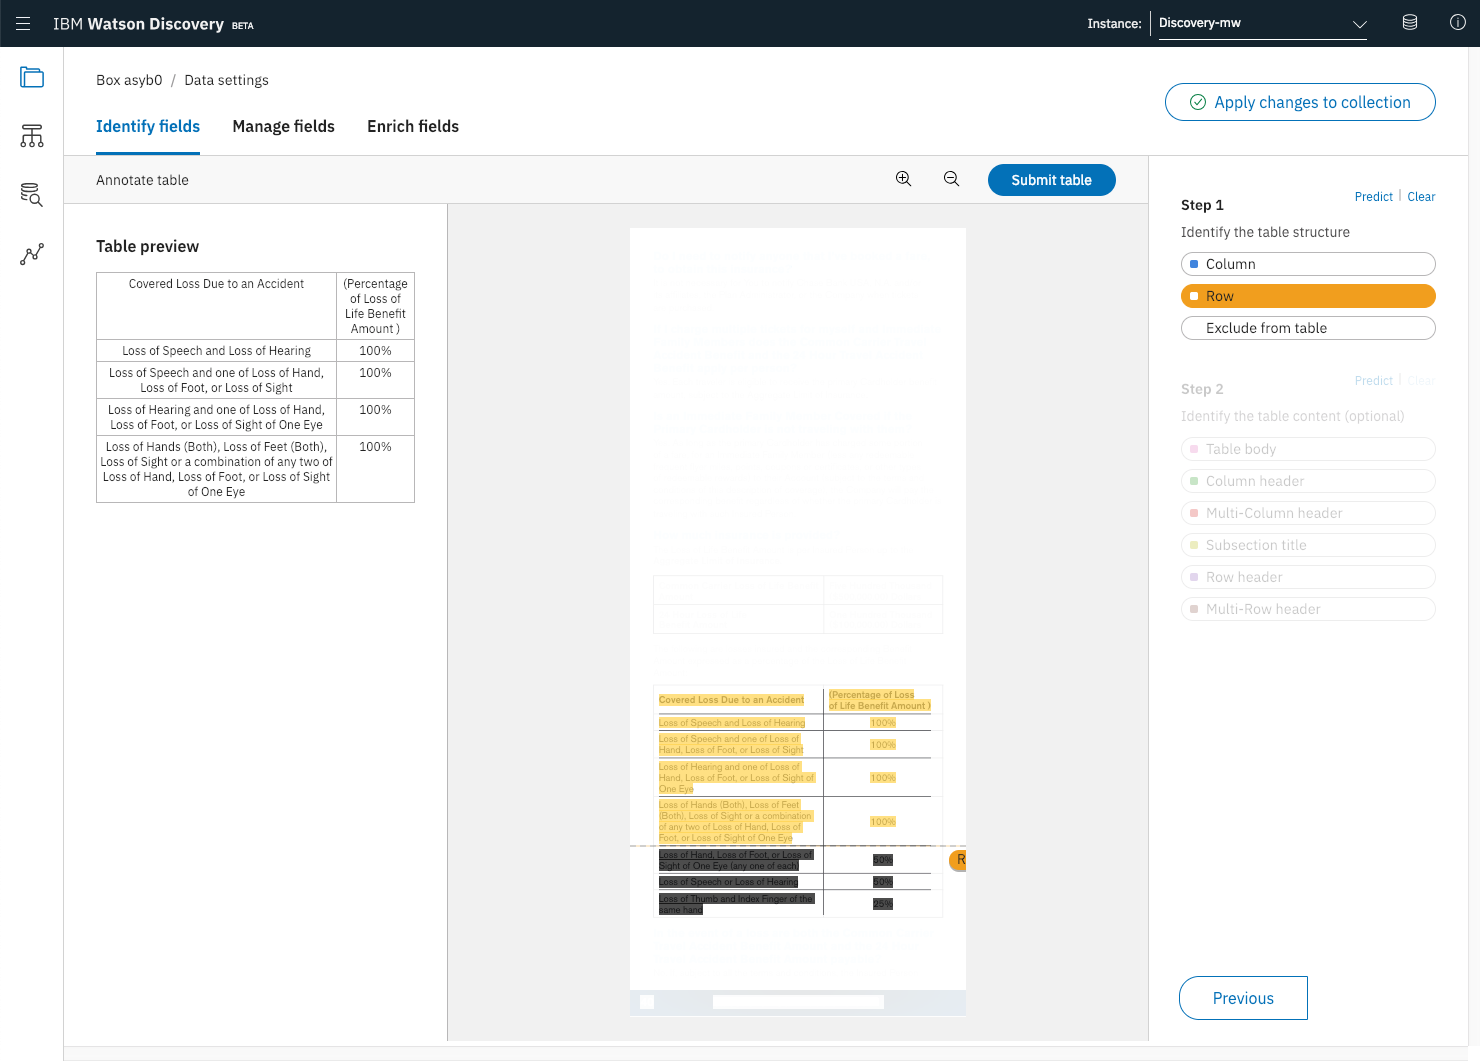 IBM Watson Discovery BETA
Instance: Discovery-mw
Box asyb0 / Data settings
Apply changes to collection
Identify fields Manage fields Enrich fields
Annotate table
Submit table
Table preview
Covered Loss Due to an Accident
(Percentage
of Loss of
Life Benefit
Amount )
Loss of Speech and Loss of Hearing 100%
Loss of Speech and one of Loss of Hand, 100%
Loss of Foot, or Loss of Sight
Loss of Hearing and one of Loss of Hand, 100%
Loss of Foot, or Loss of Sight of One Eye
Loss of Hands (Both), Loss of Feet (Both), 100%
Loss of Sight or a combination of any two of
Loss of Hand, Loss of Foot, or Loss of Sight
of One Eye
Covered Loss Due to an Accident
(Percentage of Loss
of Life Benefit Amount )
Loss of Speech and Loss of Hearing 100%
Loss of Speech and one of Loss of
Hand, Loss of Foot, or Loss of Sight
100%
Loss of Hearing and one of Loss of
Hand, Loss of Foot, or Loss of Sight of
One Eye
100%
Loss of Hands (Both), Loss of Feet
(Both), Loss of Sight or a combination
of any two of Loss of Hand, Loss of
Foot, or Loss of Sight of One Eye
100%
Loss of Hand, Loss of Foot, or Loss of
Sight of One Eye (any one of each)
50%
R
Loss of Speech or Loss of Hearing 50%
Loss of Thumb and Index Finger of the
same hand
25%
Step 1
Predict | Clear
Identify the table structure
Column
Row
Exclude from table
Step 2
Predict | Clear
Identify the table content (optional)
Table body
Column header
Multi-Column header
Subsection title
Row header
Multi-Row header
Previous